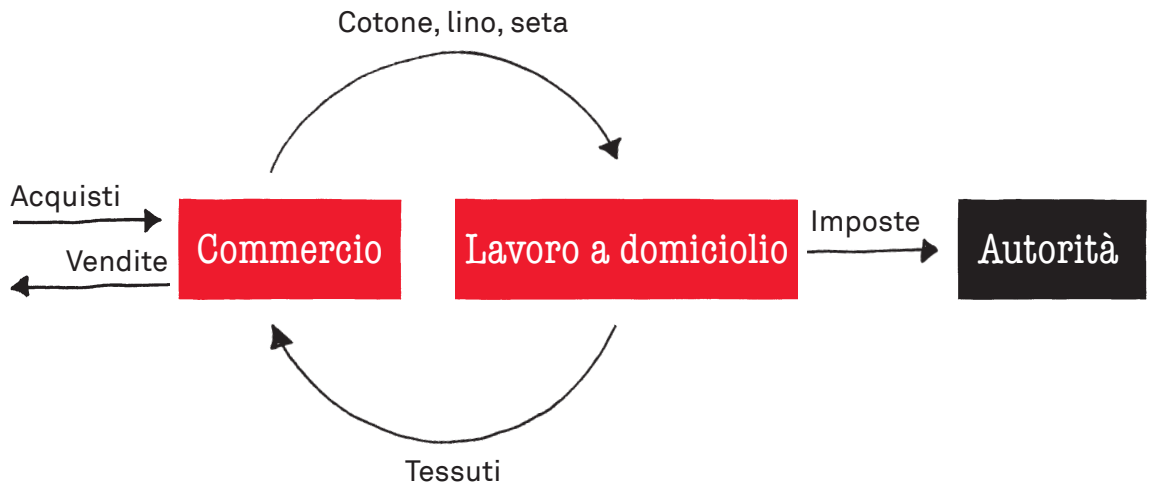 Cotone, lino, seta
Acquisti
Vendite
Commercio
Lavoro a domiciolio
Imposte
Autorità
Tessuti